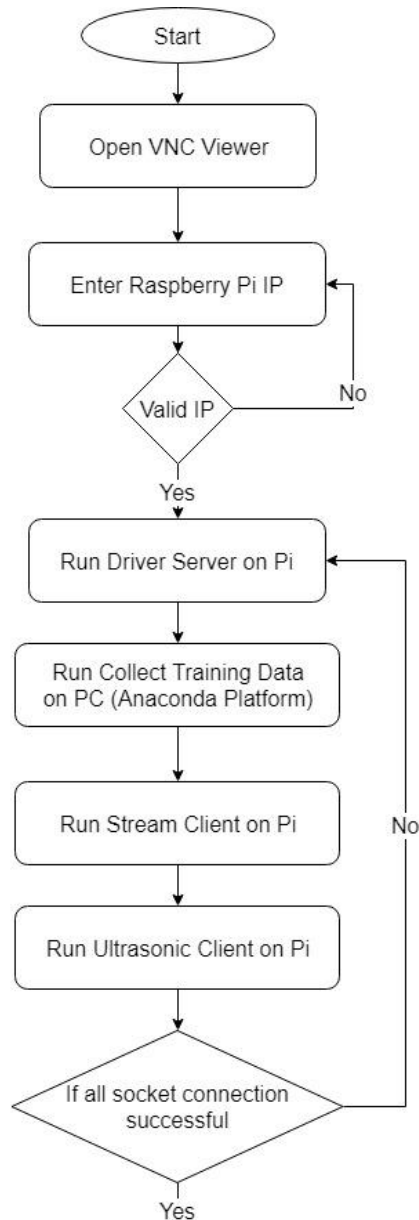 Start
Open VNC Viewer
Enter Raspberry Pi IP
No
Valid IP
Yes
Run Driver Server on Pi
Run Collect Training Data
on PC (Anaconda Platform)
Run Stream Client on Pi
No
Run Ultrasonic Client on Pi
If all socket connection
successful
Yes